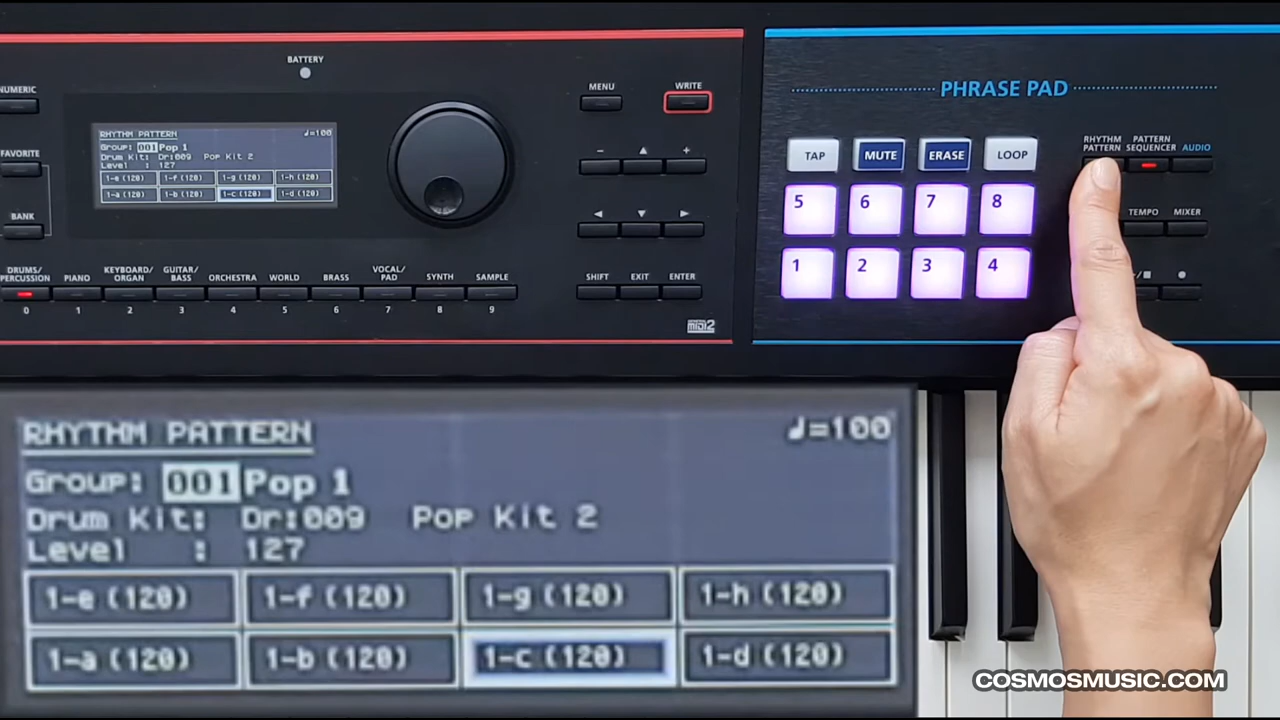 BATTERY
NUMERIC
FAVORITE
BANK
RHYTHM PATTERN ♩=100
Group: 001 Pop 1
Drum Kit: Dr:009 Pop Kit 2
Level : 127
1-e (120) 1-f (120) 1-g (120) 1-h (120)
1-a (120) 1-b (120) 1-c (120) 1-d (120)
MENU WRITE
- ▲ +
◀ ▼ ▶
SHIFT EXIT ENTER
DRUMS/PERCUSSION PIANO KEYBOARD/ORGAN GUITAR/BASS ORCHESTRA WORLD BRASS VOCAL/PAD SYNTH SAMPLE
0 1 2 3 4 5 6 7 8 9
MIDI2
PHRASE PAD
TAP MUTE ERASE LOOP
5 6 7 8
1 2 3 4
RHYTHM PATTERN PATTERN SEQUENCER AUDIO
TEMPO MIXER
RHYTHM PATTERN ♩=100
Group: 001 Pop 1
Drum Kit: Dr:009 Pop Kit 2
Level : 127
1-e (120) 1-f (120) 1-g (120) 1-h (120)
1-a (120) 1-b (120) 1-c (120) 1-d (120)
COSMOSMUSIC.COM